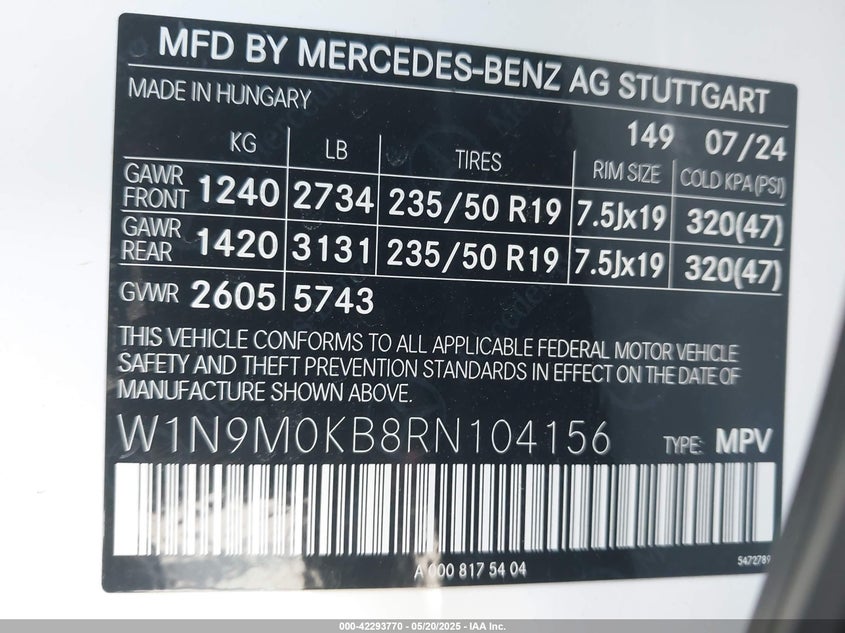 MFD BY MERCEDES-BENZ AG STUTTGART
MADE IN HUNGARY
149 07/24
KG LB TIRES RIM SIZE COLD KPA (PSI)
GAWR FRONT 1240 2734 235/50 R19 7.5Jx19 320(47)
GAWR REAR 1420 3131 235/50 R19 7.5Jx19 320(47)
GVWR 2605 5743
THIS VEHICLE CONFORMS TO ALL APPLICABLE FEDERAL MOTOR VEHICLE
SAFETY AND THEFT PREVENTION STANDARDS IN EFFECT ON THE DATE OF
MANUFACTURE SHOWN ABOVE.
W1N9M0KB8RN104156 TYPE: MPV
A 000 817 54 04
5472789
000-42293770 - 05/20/2025 - IAA Inc.